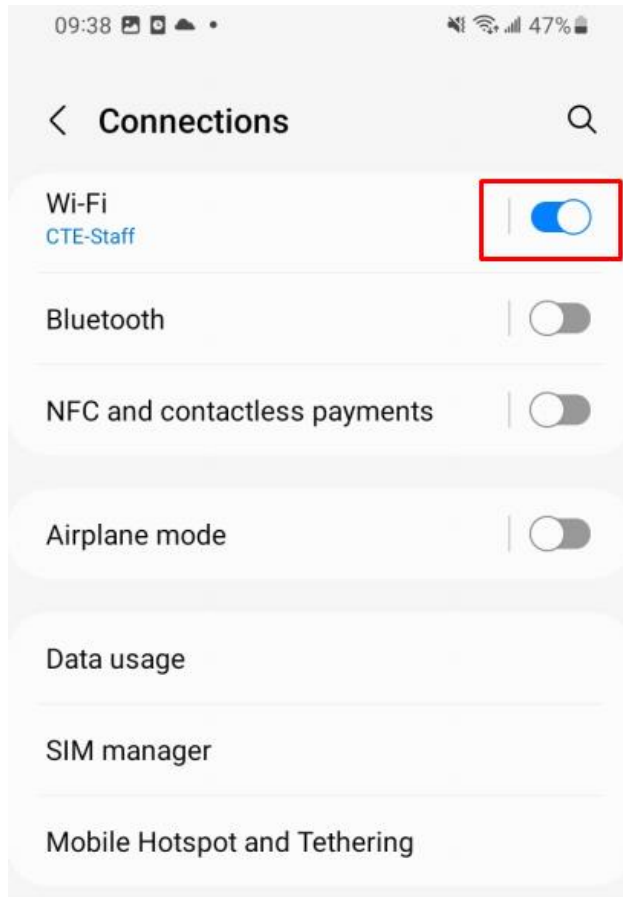 09:38 47%
Connections
Wi-Fi
CTE-Staff
Bluetooth
NFC and contactless payments
Airplane mode
Data usage
SIM manager
Mobile Hotspot and Tethering